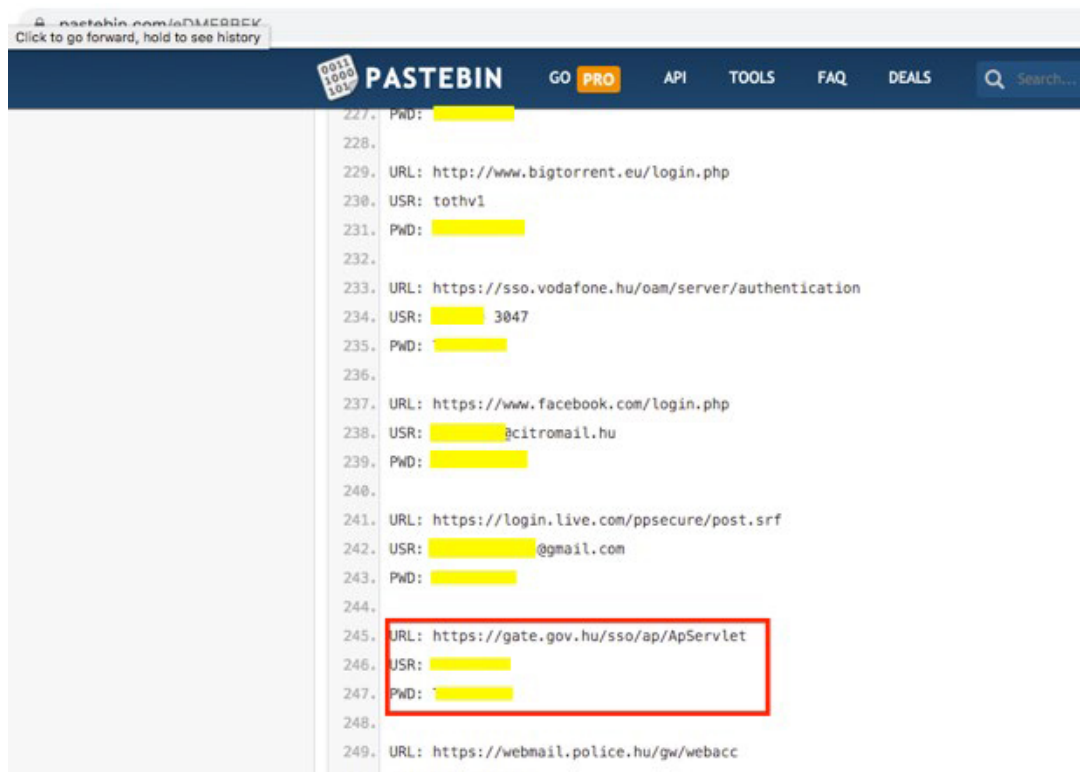 Click to go forward, hold to see history
0011 1000 101 PASTEBIN GO PRO API TOOLS FAQ DEALS Search...
227. PWD:
228.
229. URL: http://www.bigtorrent.eu/login.php
230. USR: tothv1
231. PWD:
232.
233. URL: https://sso.vodafone.hu/oam/server/authentication
234. USR: 3047
235. PWD:
236.
237. URL: https://www.facebook.com/login.php
238. USR: @citromail.hu
239. PWD:
240.
241. URL: https://login.live.com/ppsecure/post.srf
242. USR: @gmail.com
243. PWD:
244.
245. URL: https://gate.gov.hu/sso/ap/ApServlet
246. USR:
247. PWD:
248.
249. URL: https://webmail.police.hu/gw/webacc